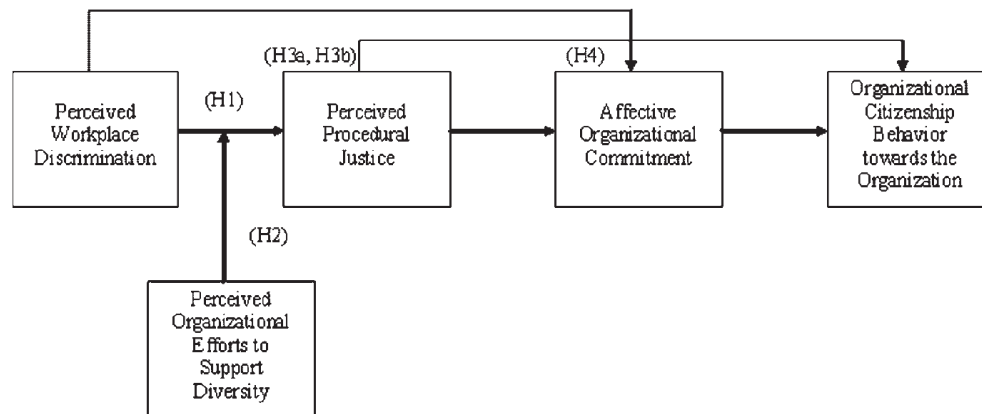 (H3a, H3b)
(H4)
Perceived
Workplace
Discrimination
(H1)
Perceived
Procedural
Justice
Affective
Organizational
Commitment
Organizational
Citizenship
Behavior
towards the
Organization
(H2)
Perceived
Organizational
Efforts to
Support
Diversity